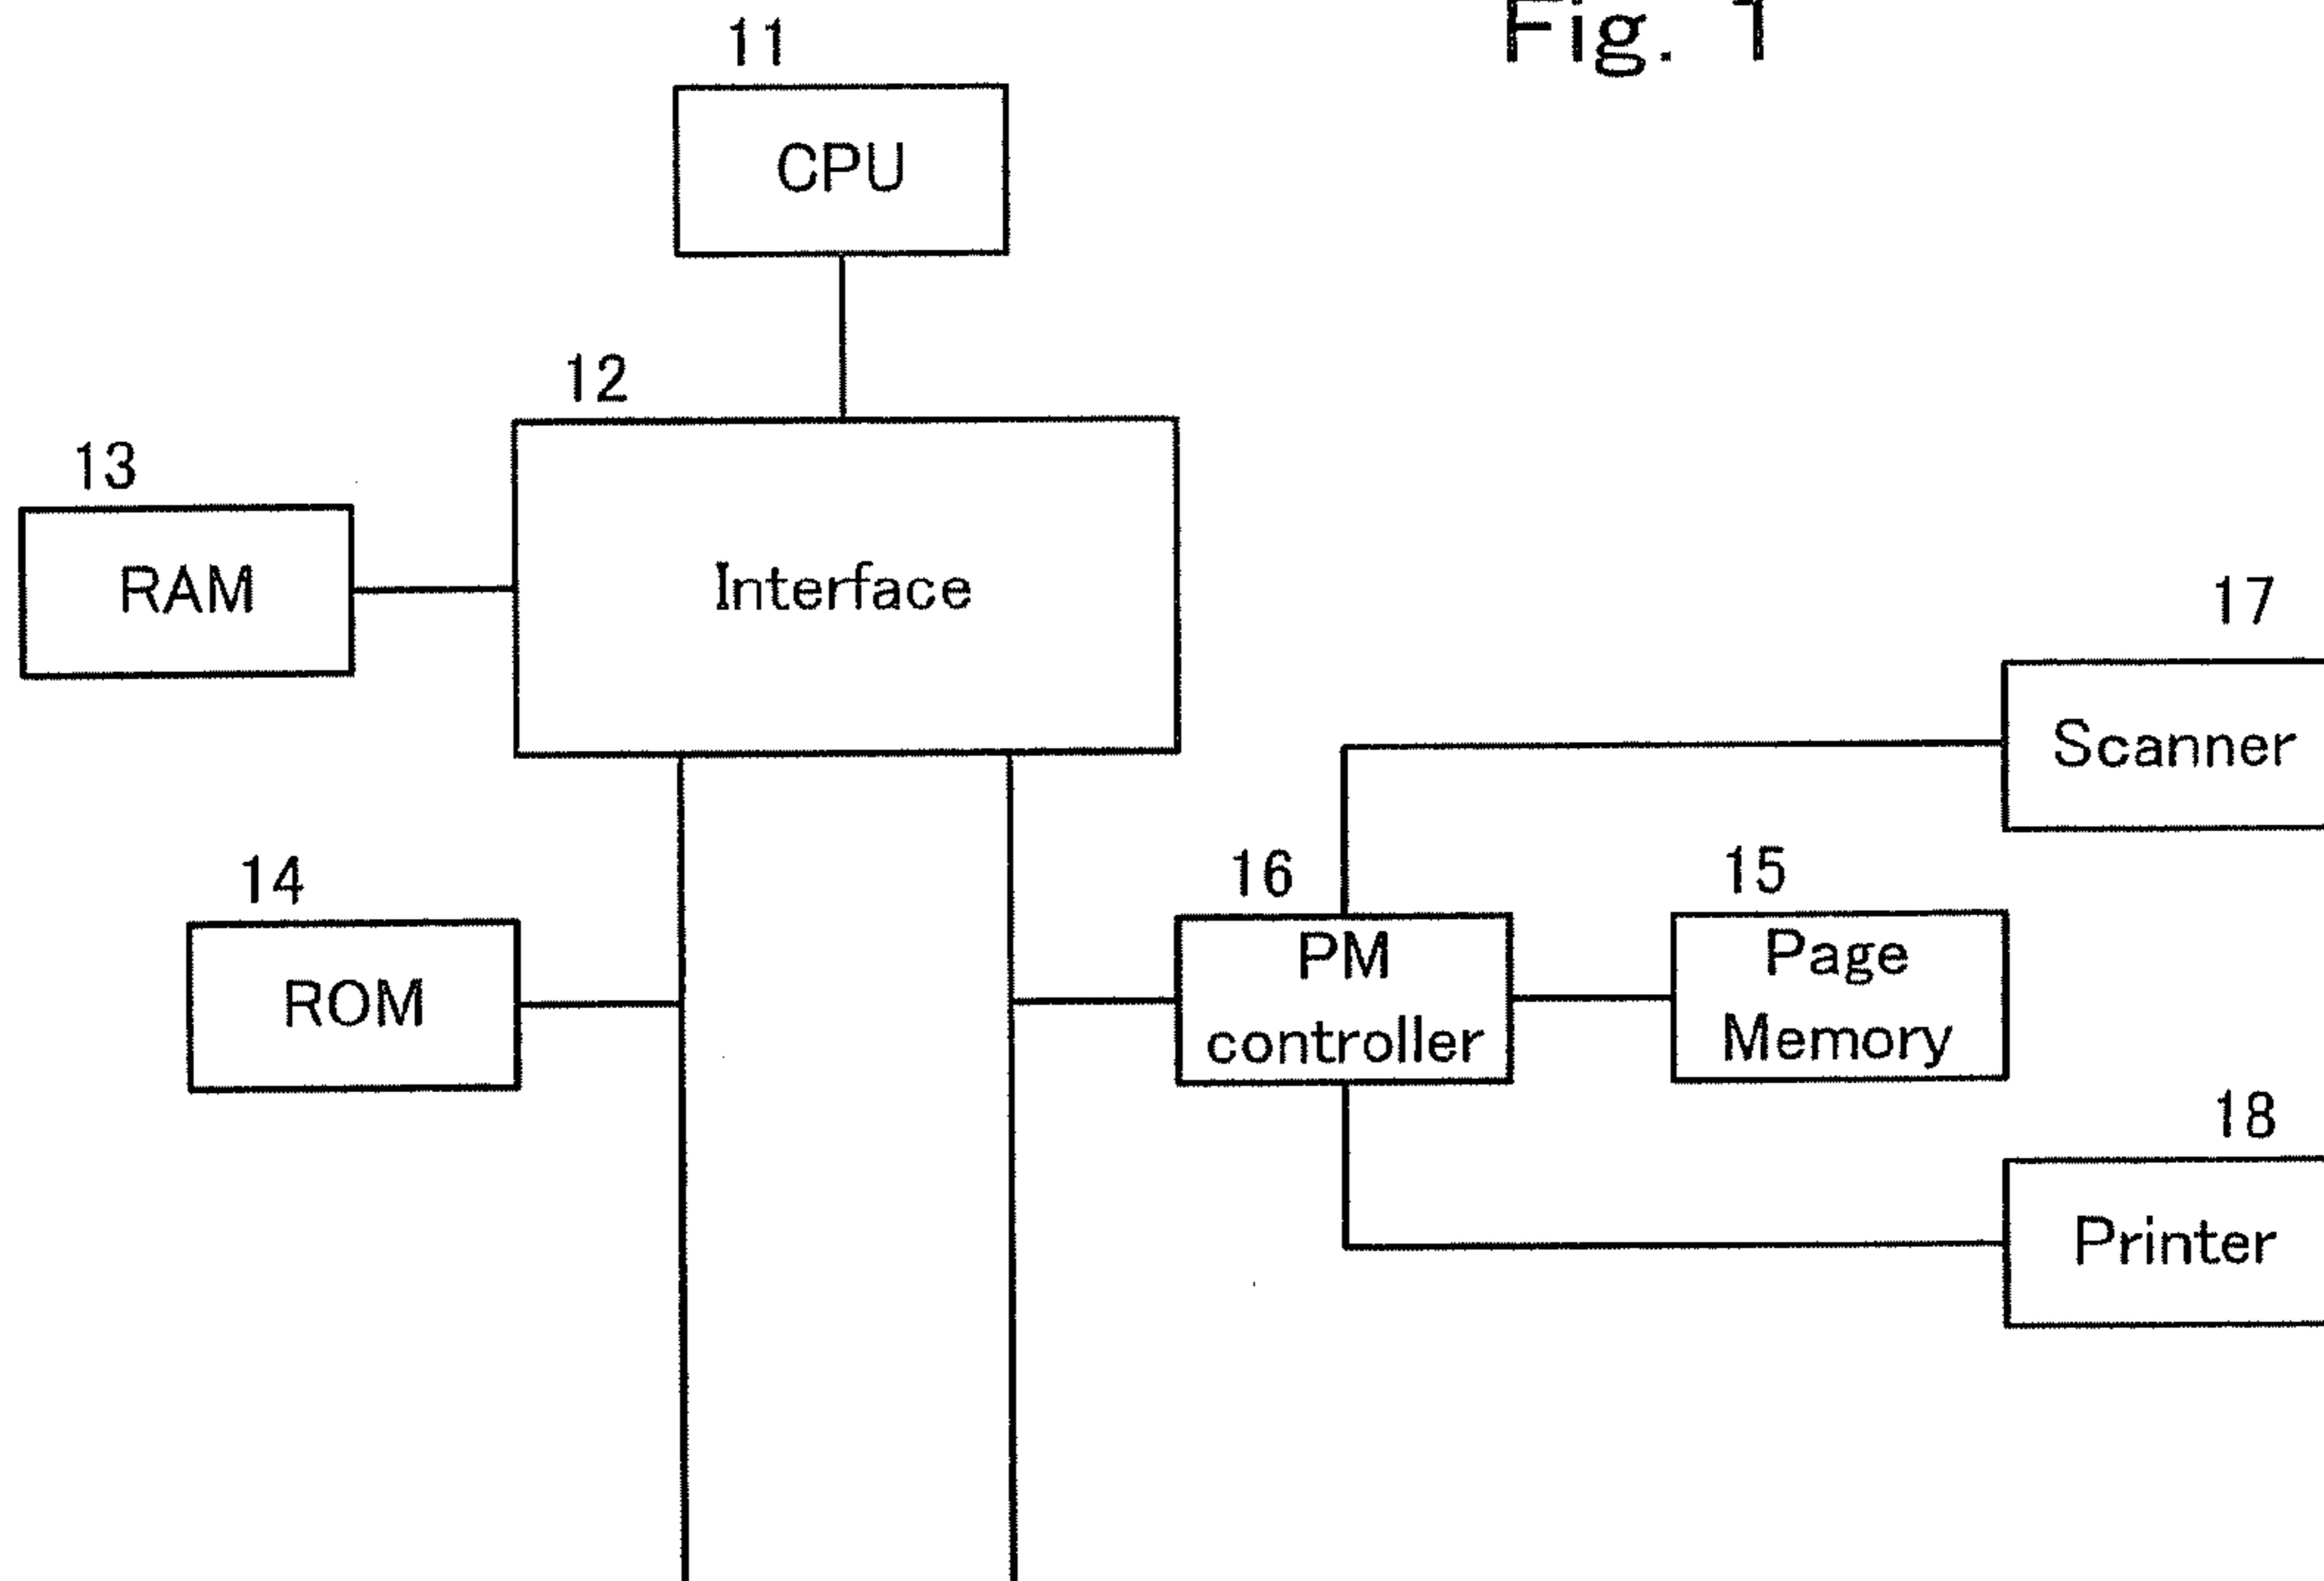 Fig. 1
11
CPU
12
Interface
13
RAM
17
Scanner
14
ROM
16
PM
controller
15
Page
Memory
18
Printer